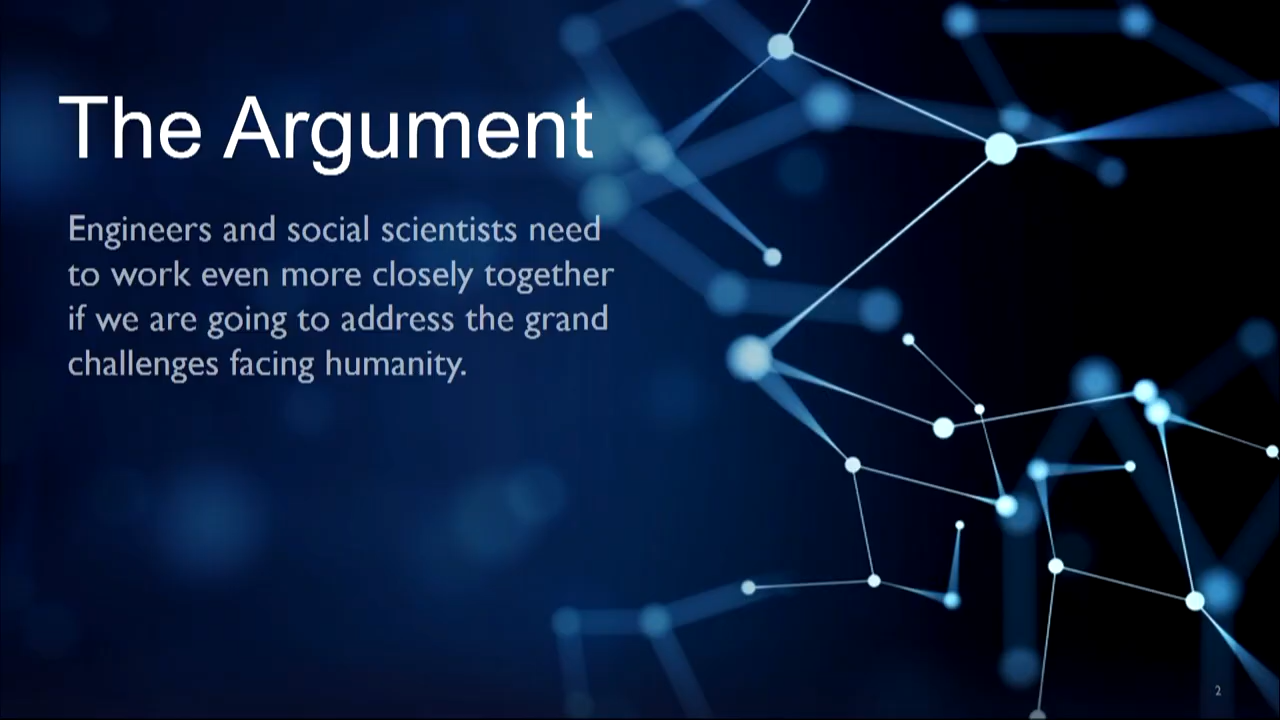 The Argument
Engineers and social scientists need
to work even more closely together
if we are going to address the grand
challenges facing humanity.
2